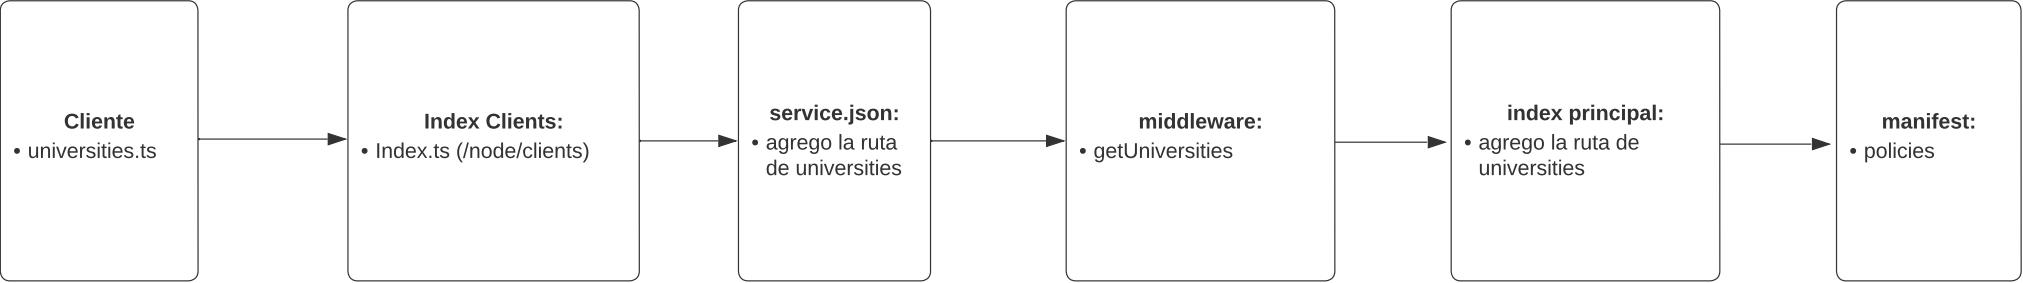 Cliente
• universities.ts
Index Clients:
• Index.ts (/node/clients)
service.json:
• agrego la ruta
de universities
middleware:
• getUniversities
index principal:
• agrego la ruta de
universities
manifest:
• policies